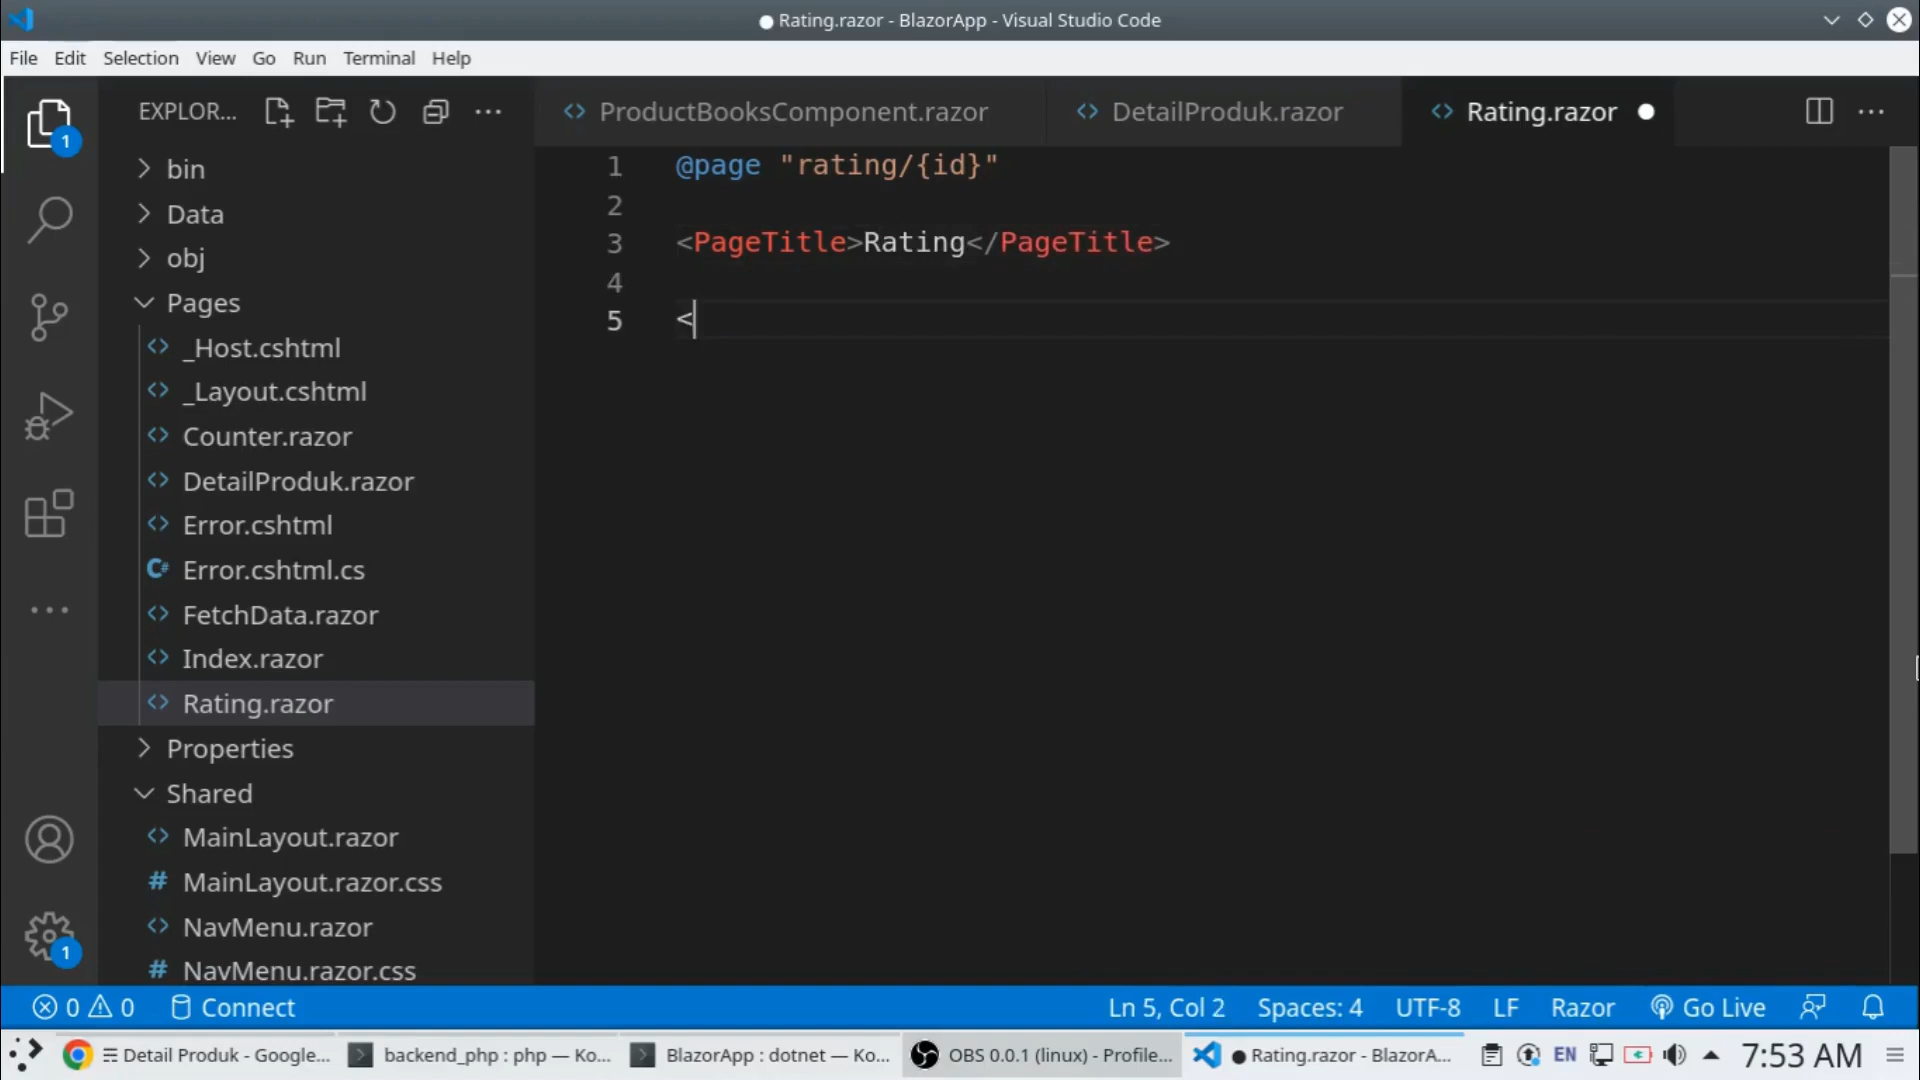 Rating.razor - BlazorApp - Visual Studio Code
File Edit Selection View Go Run Terminal Help
EXPLOR...
ProductBooksComponent.razor
DetailProduk.razor
Rating.razor
1
bin
Data
obj
Pages
_Host.cshtml
_Layout.cshtml
Counter.razor
DetailProduk.razor
Error.cshtml
Error.cshtml.cs
FetchData.razor
Index.razor
Rating.razor
Properties
Shared
MainLayout.razor
# MainLayout.razor.css
NavMenu.razor
# NavMenu.razor.css
1
1 @page "rating/{id}"
2
3 <PageTitle>Rating</PageTitle>
4
5 <
0 0 Connect
Ln 5, Col 2 Spaces: 4 UTF-8 LF Razor Go Live
Detail Produk - Google...
backend_php : php — Ko...
BlazorApp : dotnet — Ko...
OBS 0.0.1 (linux) - Profile...
Rating.razor - BlazorA...
EN
7:53 AM